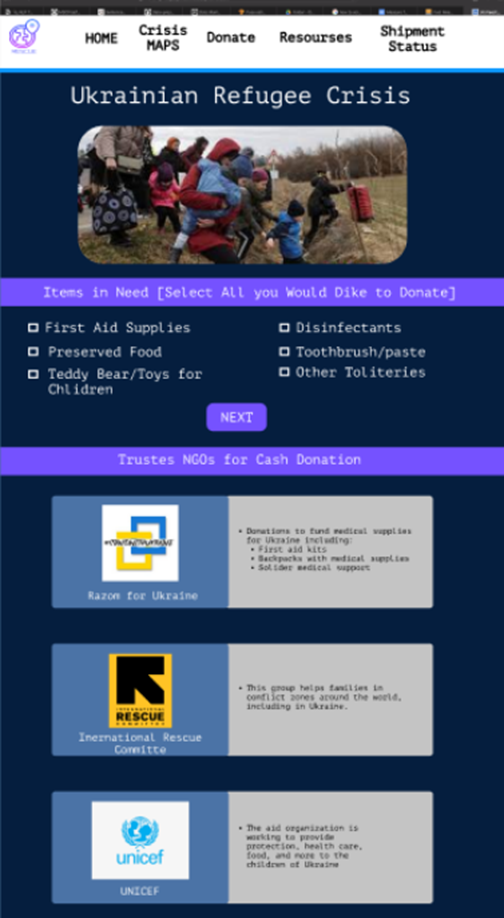 HOME
Crisis
MAPS
Donate
Resourses
Shipment
Status
Ukrainian Refugee Crisis
Items in Need [Select All you Would Dike to Donate]
First Aid Supplies
Preserved Food
Teddy Bear/Toys for
Chlidren
Disinfectants
Toothbrush/paste
Other Toliteries
NEXT
Trustes NGOs for Cash Donation
Razom for Ukraine
• Donations to fund medical supplies
for Ukraine including:
• First aid kits
• Backpacks with medical supplies
• Solider medical support
INTERNATIONAL
RESCUE
COMMITTEE
Inernational Rescue
Committe
• This group helps families in
conflict zones around the world,
including in Ukraine.
unicef
UNICEF
• The aid organization is
working to provide
protection, health care,
food, and more to the
children of Ukraine